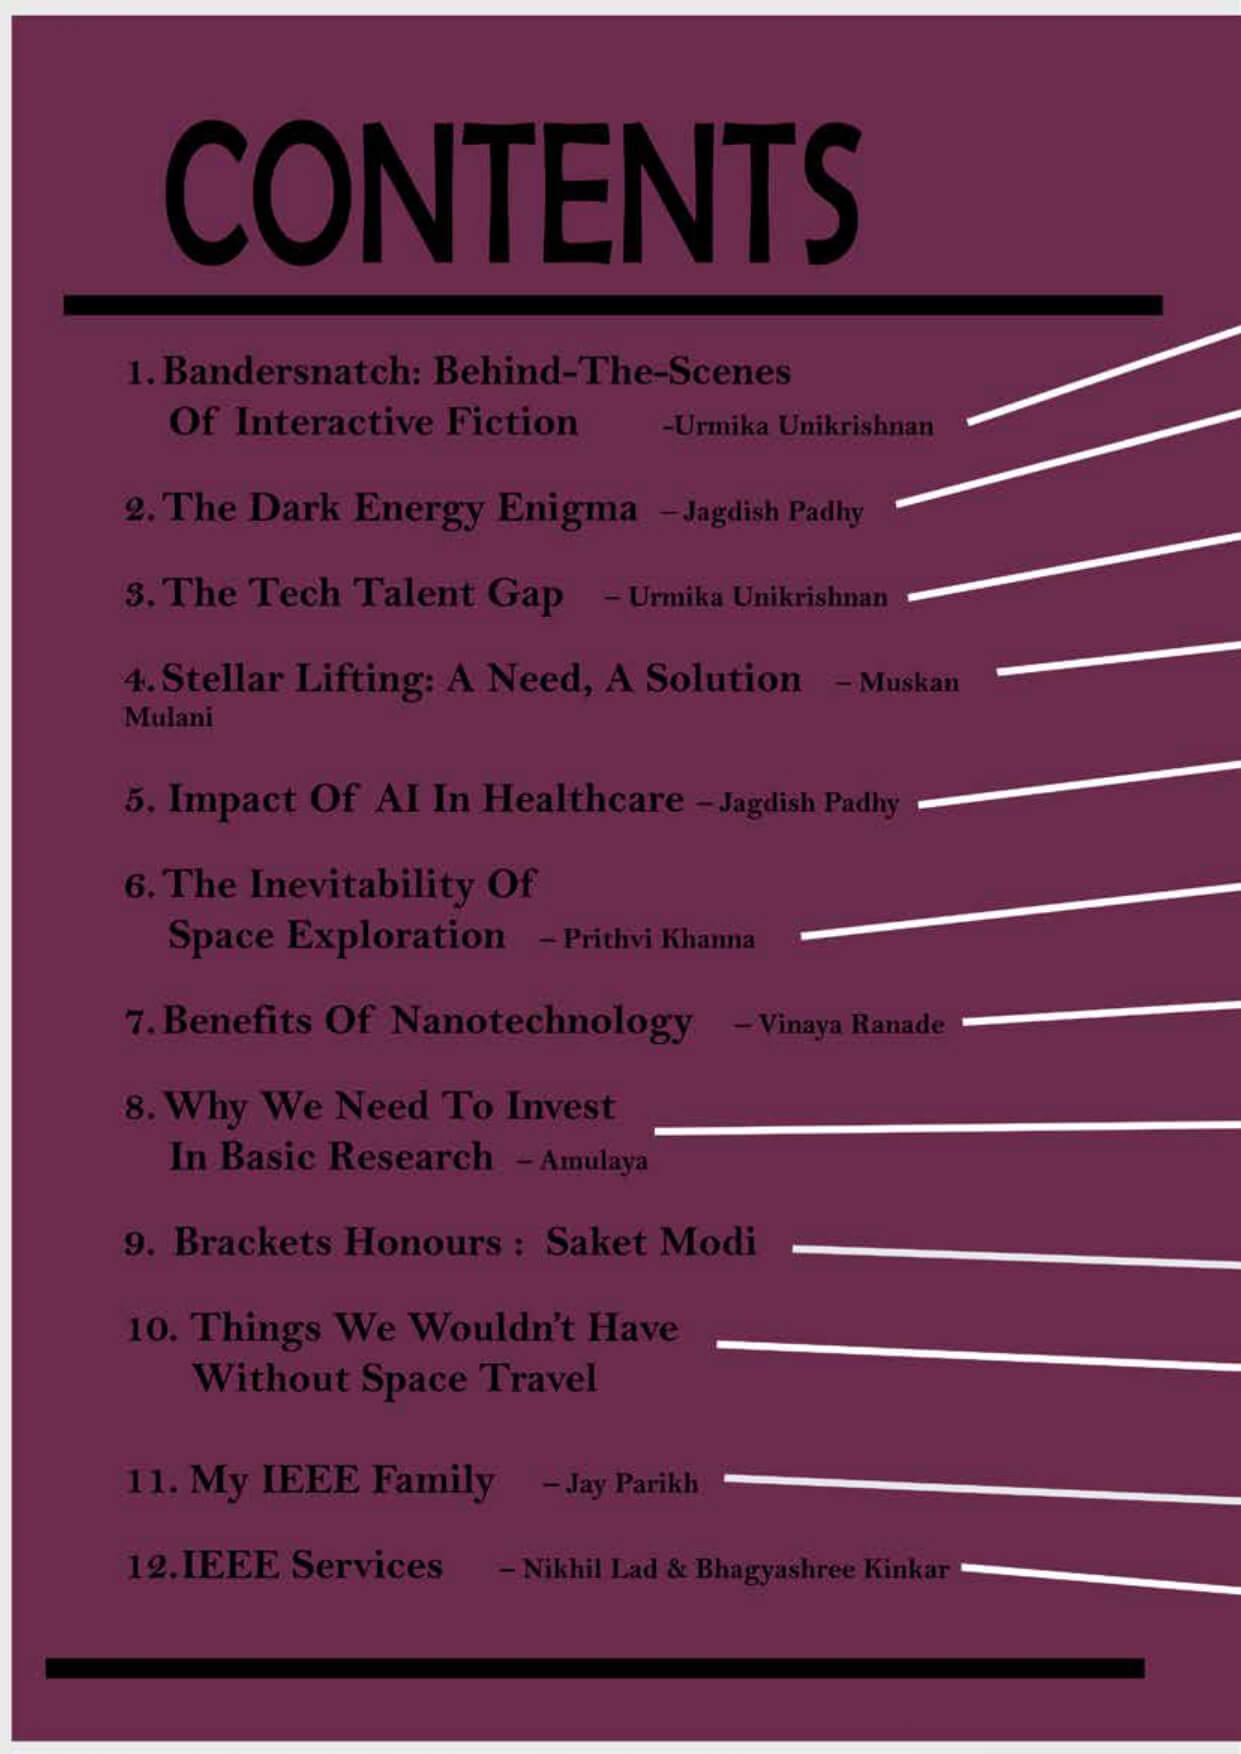 CONTENTS
1. Bandersnatch: Behind-The-Scenes
Of Interactive Fiction -Urmika Unikrishnan
2. The Dark Energy Enigma – Jagdish Padhy
3. The Tech Talent Gap – Urmika Unikrishnan
4. Stellar Lifting: A Need, A Solution – Muskan
Mulani
5. Impact Of AI In Healthcare – Jagdish Padhy
6. The Inevitability Of
Space Exploration – Prithvi Khanna
7. Benefits Of Nanotechnology – Vinaya Ranade
8. Why We Need To Invest
In Basic Research – Amulaya
9. Brackets Honours : Saket Modi
10. Things We Wouldn't Have
Without Space Travel
11. My IEEE Family – Jay Parikh
12.IEEE Services – Nikhil Lad & Bhagyashree Kinkar